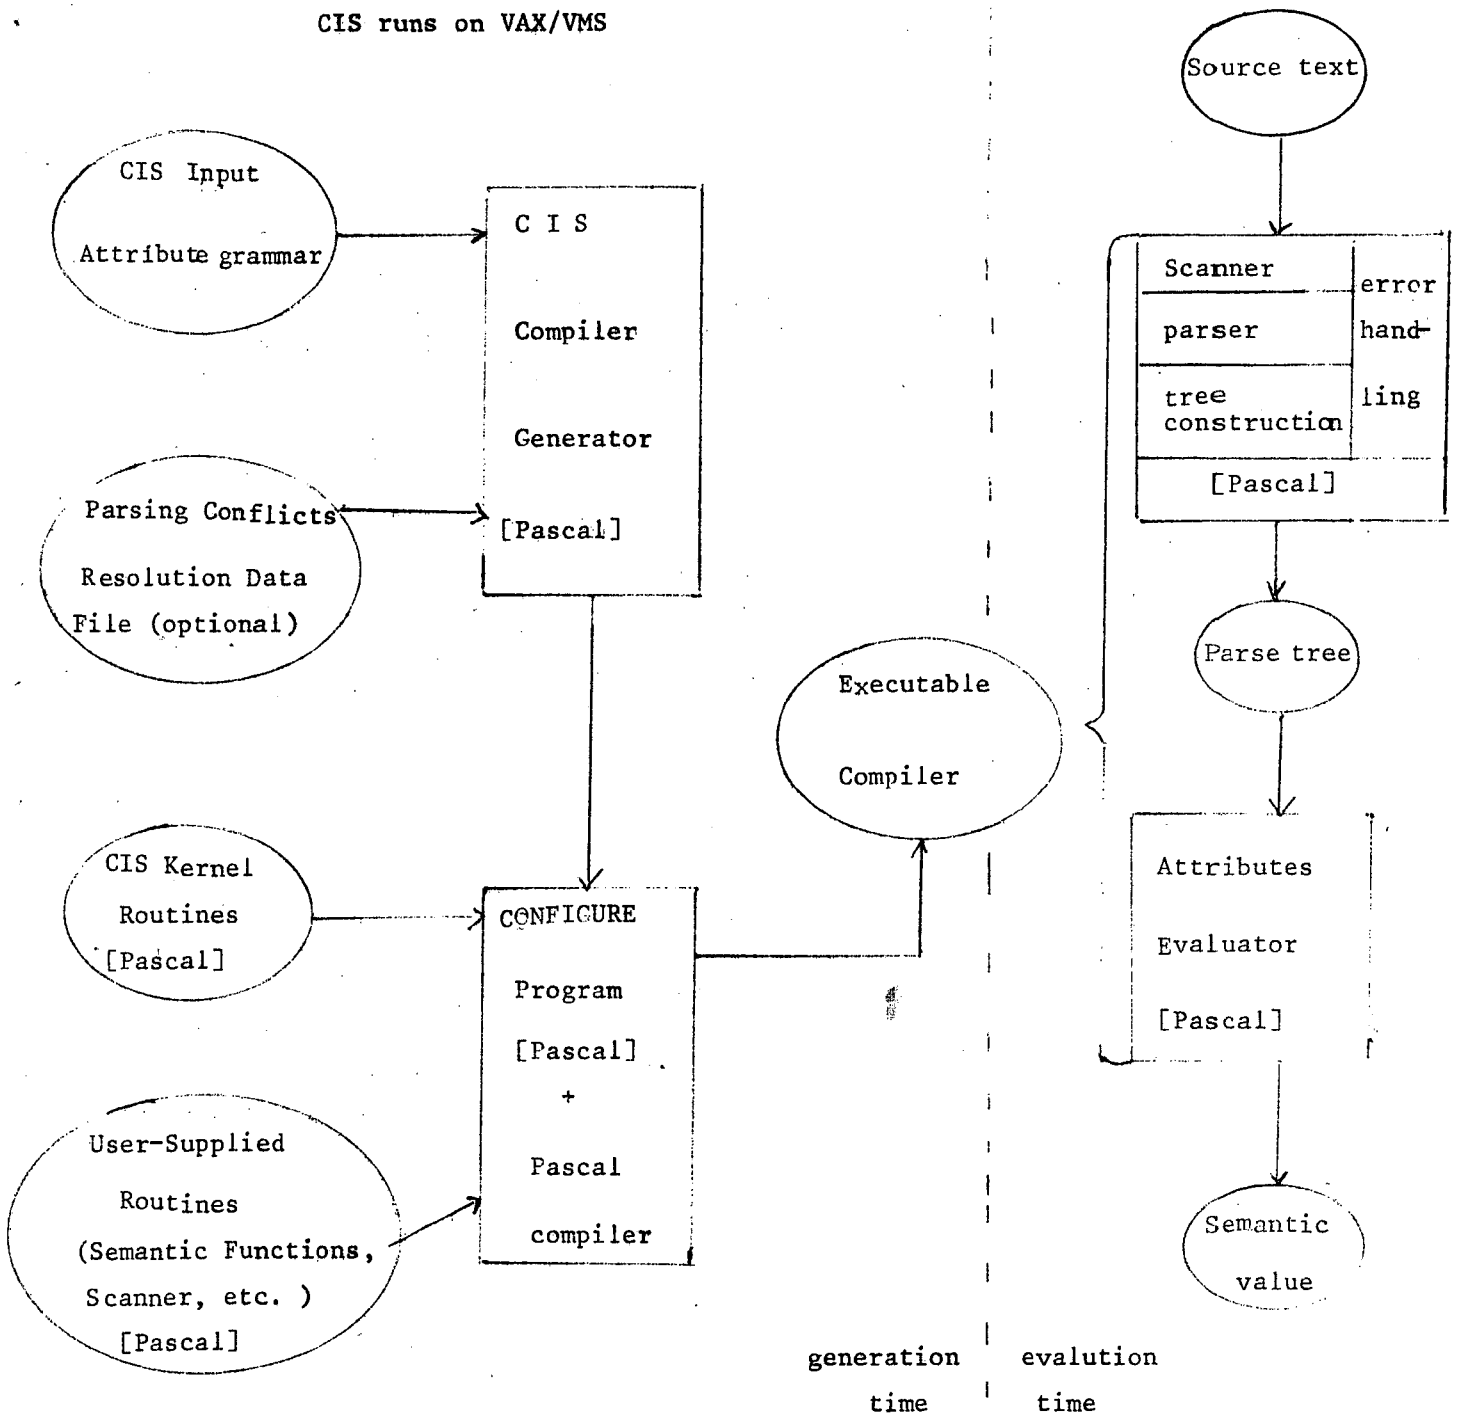 CIS runs on VAX/VMS
CIS Input
Attribute grammar
C I S
Compiler
Generator
[Pascal]
Parsing Conflicts
Resolution Data
File (optional)
CIS Kernel
Routines
[Pascal]
User-Supplied
Routines
(Semantic Functions,
Scanner, etc. )
[Pascal]
CONFIGURE
Program
[Pascal]
+
Pascal
compiler
Executable
Compiler
generation
time
Source text
Scanner
parser
tree
construction
error
hand-
ling
[Pascal]
Parse tree
Attributes
Evaluator
[Pascal]
Semantic
value
evalution
time